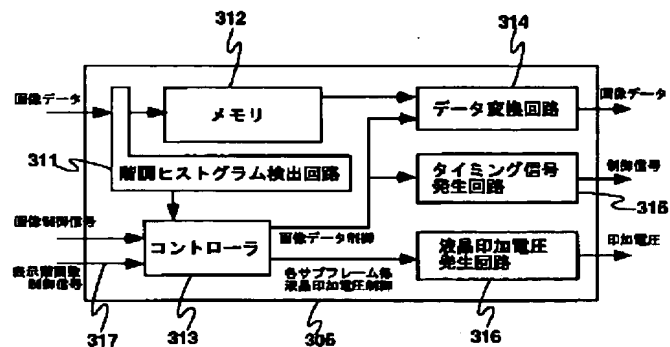 312
314
画像データ
メモリ
データ変換回路
画像データ
311
階調ヒストグラム検出回路
タイミング信号
発生回路
制御信号
315
画像制御信号
コントローラ
画像データ制御
液晶印加電圧
発生回路
印加電圧
表示階調数
制御信号
各サブフレーム毎
液晶印加電圧制御
317
313
305
316